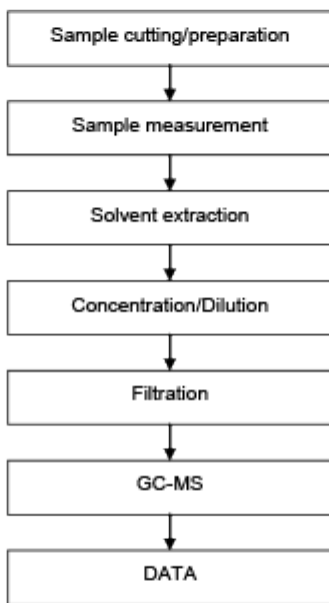 Sample cutting/preparation
Sample measurement
Solvent extraction
Concentration/Dilution
Filtration
GC-MS
DATA